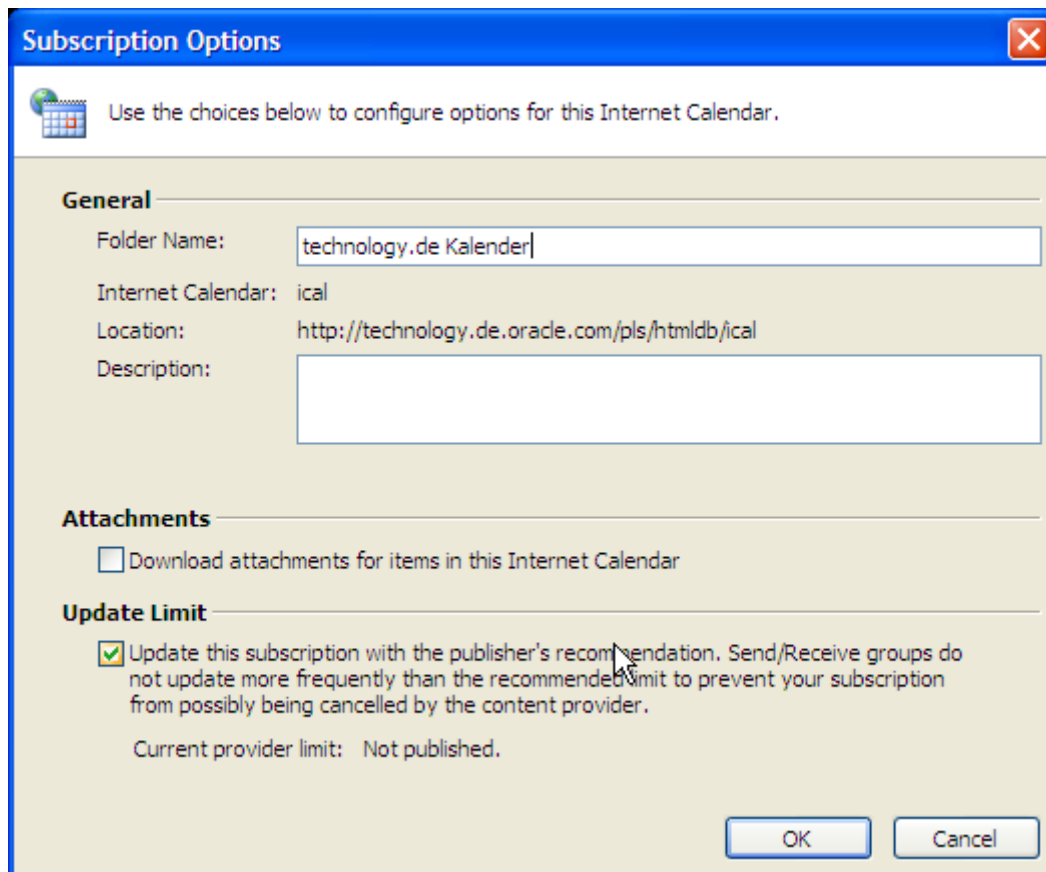 Subscription Options
Use the choices below to configure options for this Internet Calendar.
General
Folder Name: technology.de Kalender
Internet Calendar: ical
Location: http://technology.de.oracle.com/pls/htmldb/ical
Description:
Attachments
Download attachments for items in this Internet Calendar
Update Limit
Update this subscription with the publisher's recommendation. Send/Receive groups do
not update more frequently than the recommended limit to prevent your subscription
from possibly being cancelled by the content provider.
Current provider limit: Not published.
OK Cancel